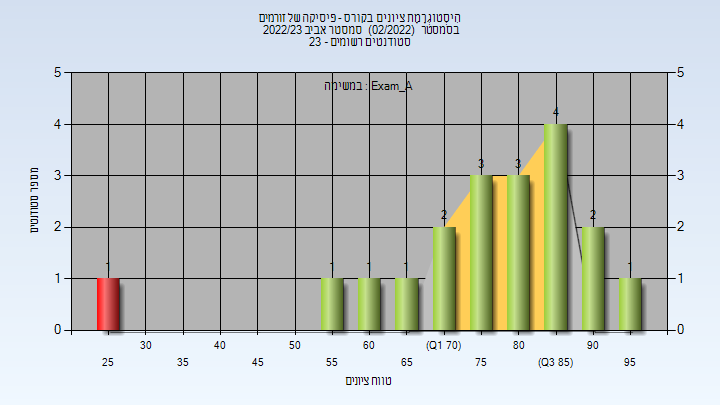 היסטוגרמת ציונים בקורס - פיסיקה של זורמים
בסמסטר (02/2022) סמסטר אביב 2022/23
סטודנטים רשומים - 23
במשימה : Exam_A
מספר סטודנטים
5 5
4 4
3 3
2 2
1 1
0 0
1 1 1 1 2 3 3 4 2 1
30 40 50 60 (Q1 70) 80 90
25 35 45 55 65 75 (Q3 85) 95
טווח ציונים